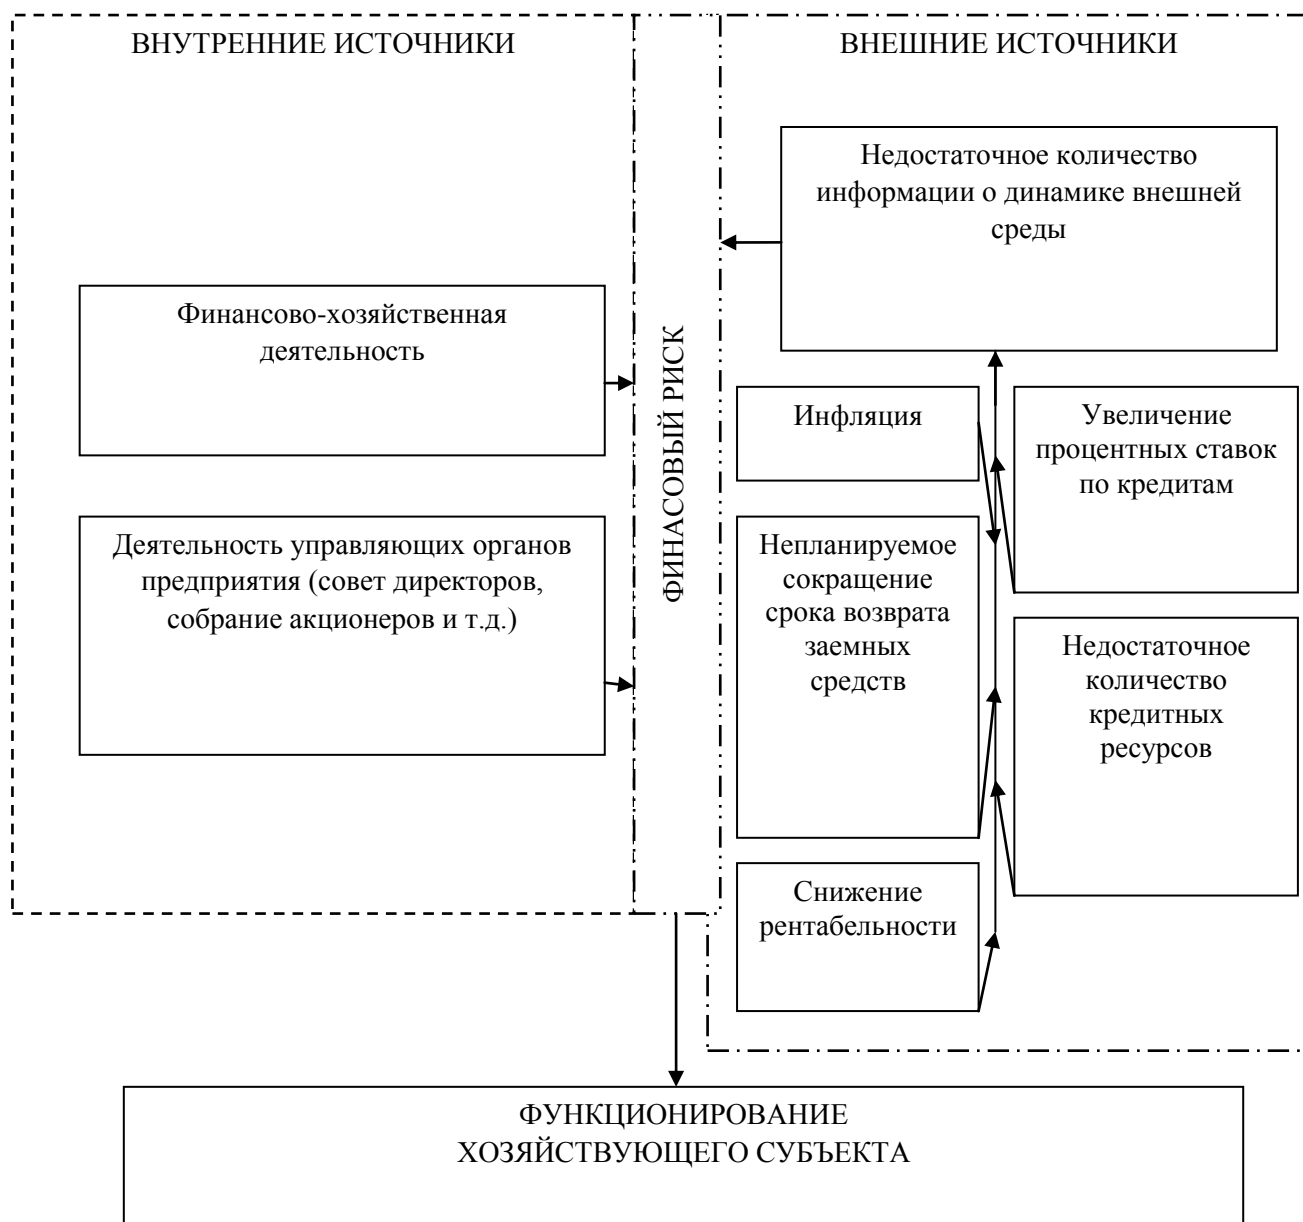 ВНУТРЕННИЕ ИСТОЧНИКИ
Финансово-хозяйственная
деятельность
Деятельность управляющих органов
предприятия (совет директоров,
собрание акционеров и т.д.)
ФИНАСОВЫЙ РИСК
ВНЕШНИЕ ИСТОЧНИКИ
Недостаточное количество
информации о динамике внешней
среды
Инфляция
Увеличение
процентных ставок
по кредитам
Непланируемое
сокращение
срока возврата
заемных
средств
Недостаточное
количество
кредитных
ресурсов
Снижение
рентабельности
ФУНКЦИОНИРОВАНИЕ
ХОЗЯЙСТВУЮЩЕГО СУБЪЕКТА